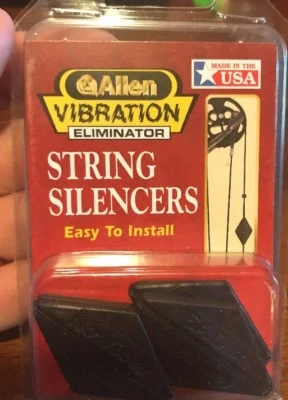 Allen
VIBRATION
ELIMINATOR
MADE IN THE
USA
STRING
SILENCERS
Easy To Install